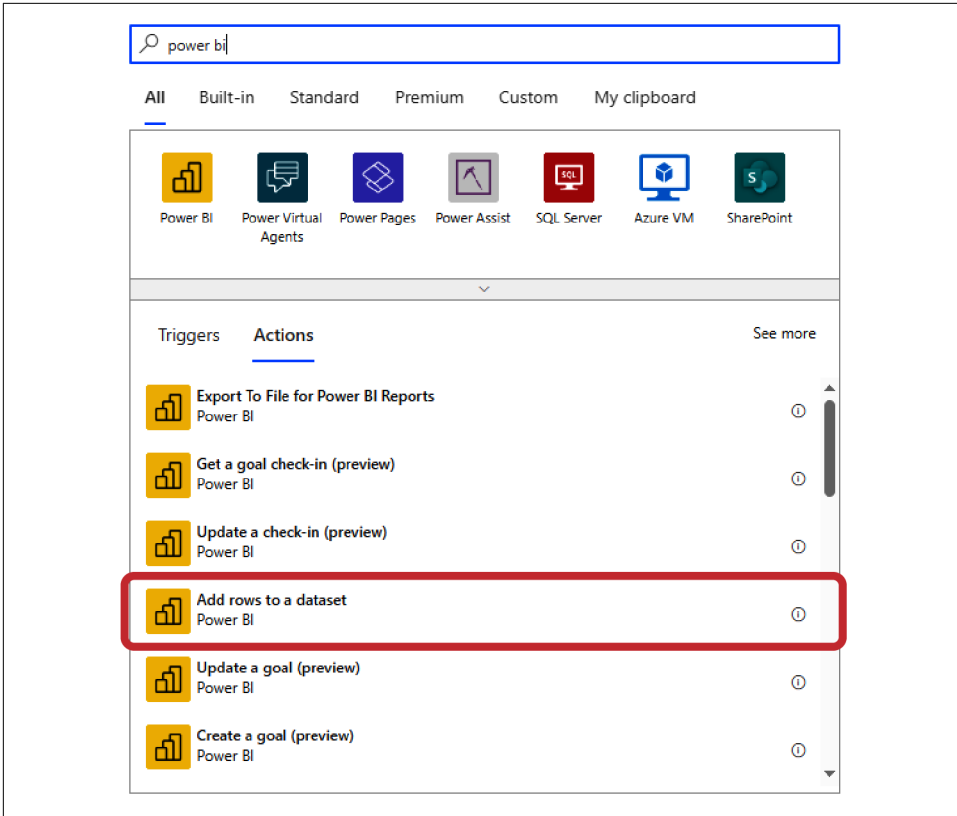 power bi
All Built-in Standard Premium Custom My clipboard
Power BI Power Virtual Agents Power Pages Power Assist SQL SQL Server Azure VM S SharePoint
Triggers Actions See more
Export To File for Power BI Reports
Power BI
Get a goal check-in (preview)
Power BI
Update a check-in (preview)
Power BI
Add rows to a dataset
Power BI
Update a goal (preview)
Power BI
Create a goal (preview)
Power BI